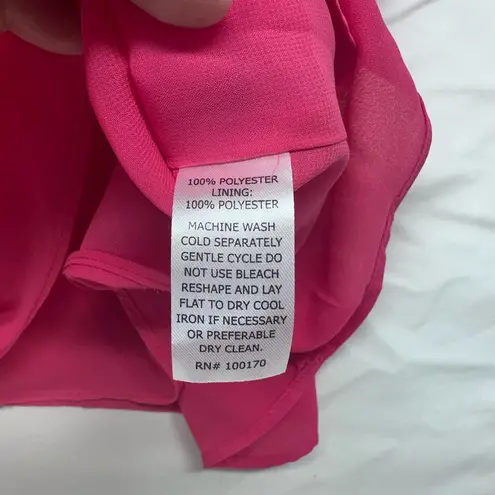 100% POLYESTER
LINING:
100% POLYESTER
MACHINE WASH
COLD SEPARATELY
GENTLE CYCLE DO
NOT USE BLEACH
RESHAPE AND LAY
FLAT TO DRY COOL
IRON IF NECESSARY
OR PREFERABLE
DRY CLEAN.
RN# 100170